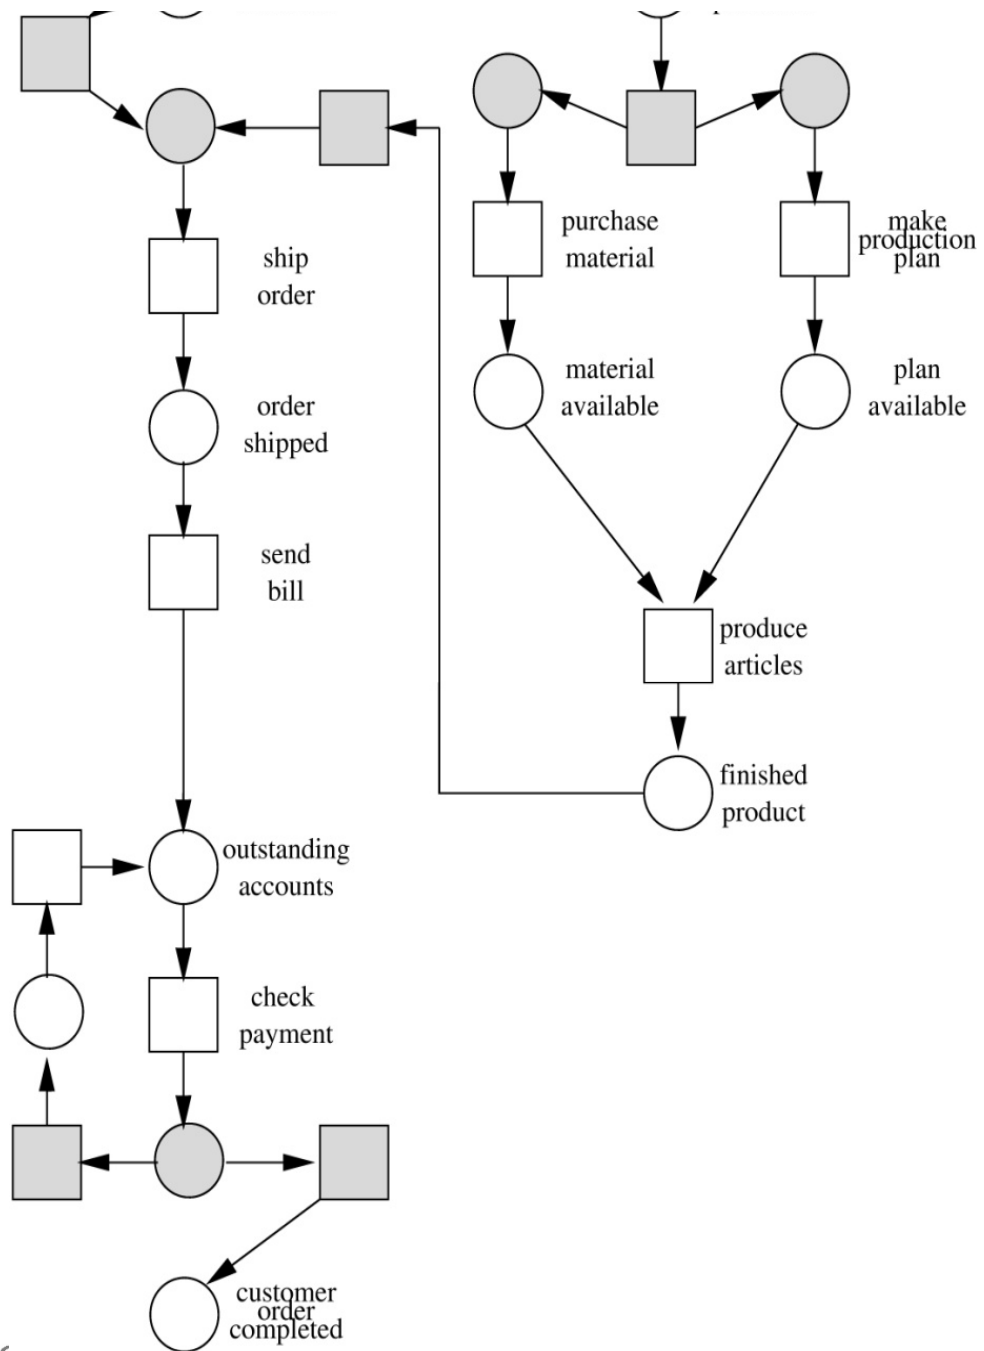 purchase
material
make
production
plan
ship
order
material
available
plan
available
order
shipped
send
bill
produce
articles
finished
product
outstanding
accounts
check
payment
customer
order
completed